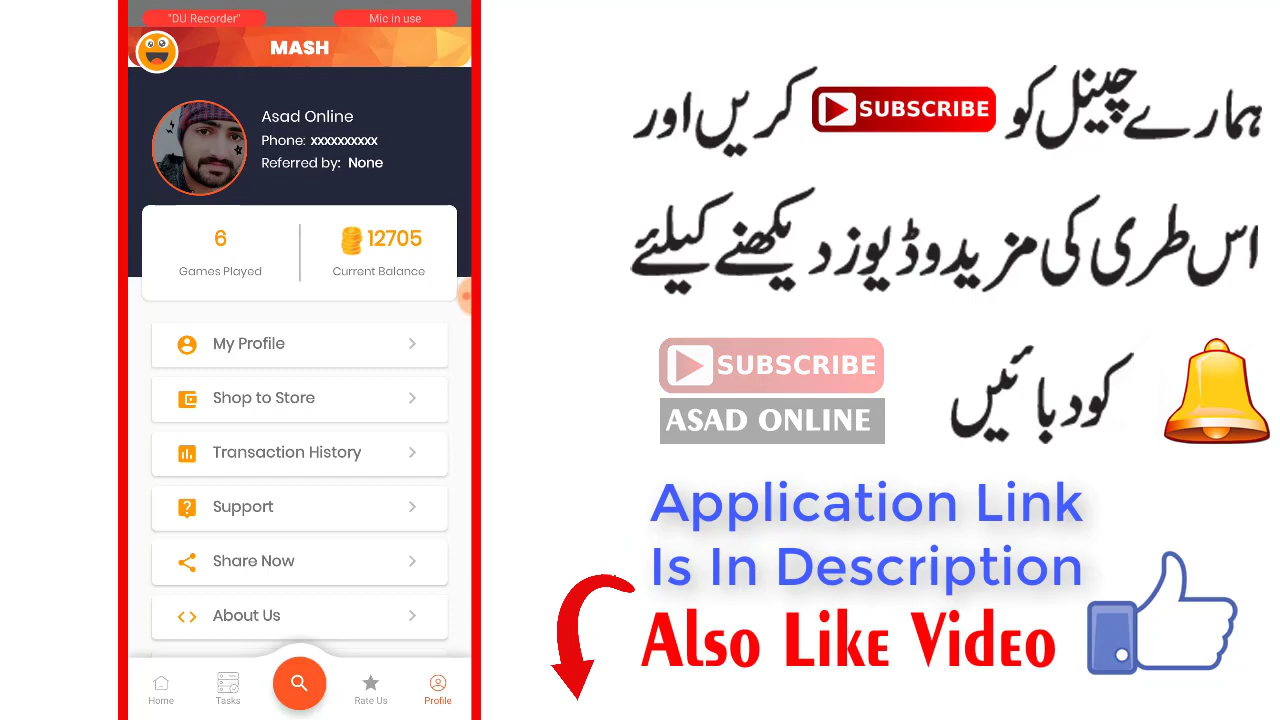 "DU Recorder"
Mic in use
MASH
Asad Online
Phone: xxxxxxxxxx
Referred by: None
6
12705
Games Played
Current Balance
My Profile
Shop to Store
Transaction History
Support
Share Now
About Us
Home
Tasks
Rate Us
Profile
ہمارے چینل کو SUBSCRIBE کریں اور
اس طری کی مزید وڈیوز دیکھنے کیلئے
کو دبائیں
SUBSCRIBE
ASAD ONLINE
Application Link
Is In Description
Also Like Video